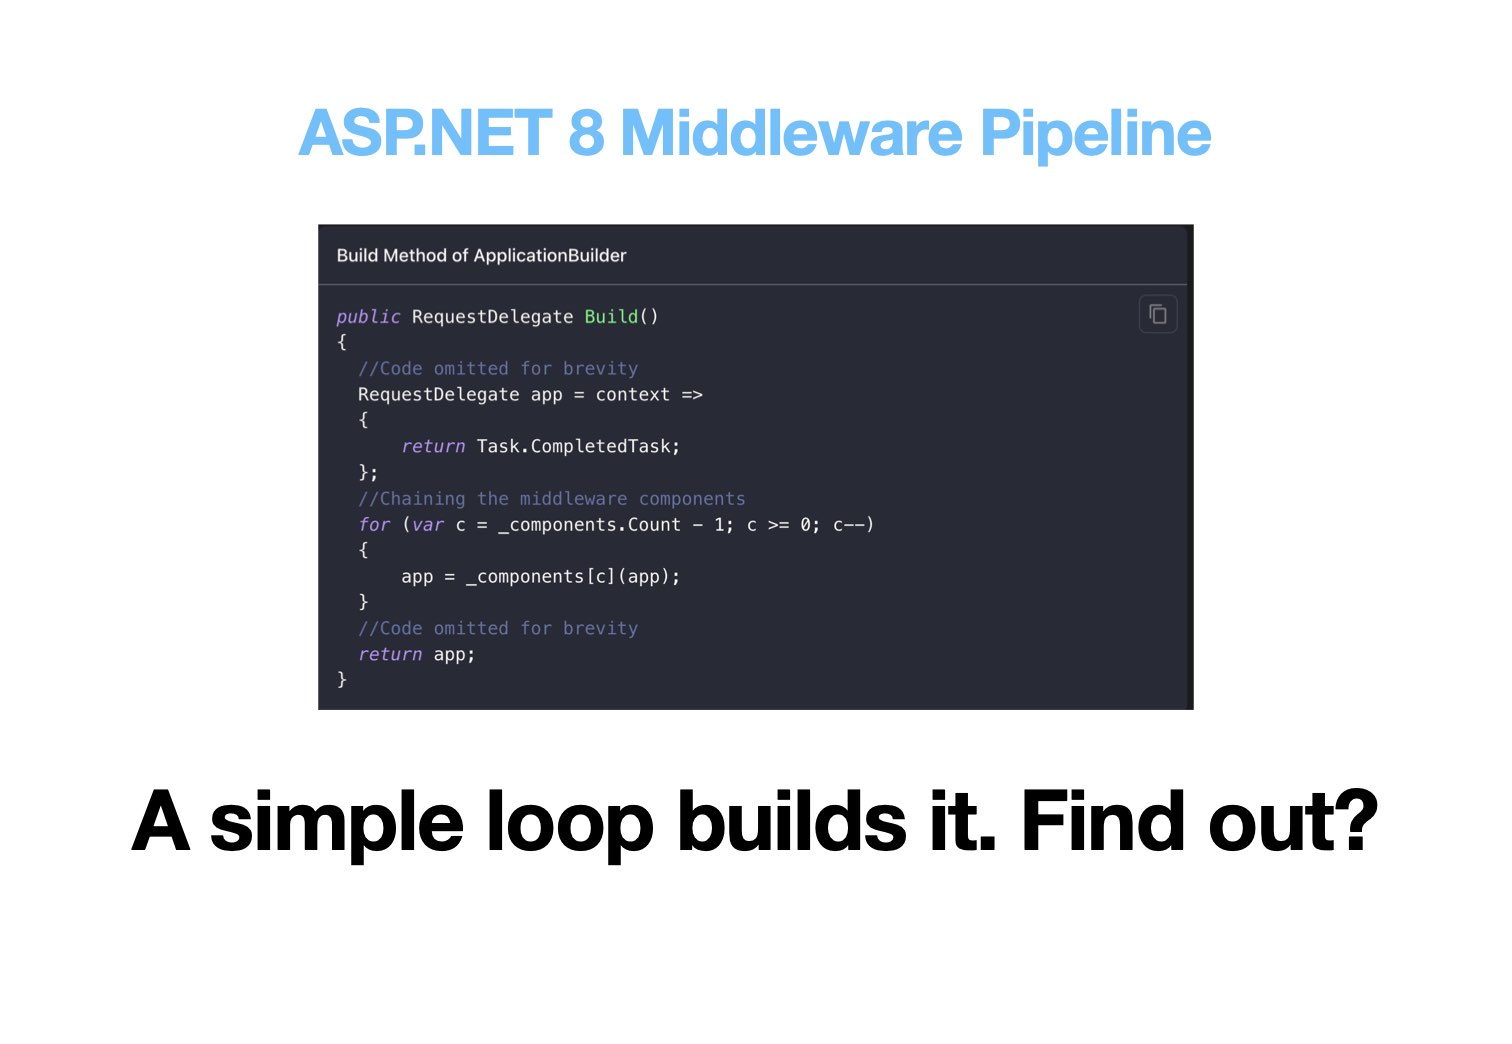 ASP.NET 8 Middleware Pipeline
Build Method of ApplicationBuilder
public RequestDelegate Build()
{
  //Code omitted for brevity
  RequestDelegate app = context =>
  {
      return Task.CompletedTask;
  };
  //Chaining the middleware components
  for (var c = _components.Count - 1; c >= 0; c--)
  {
      app = _components[c](app);
  }
  //Code omitted for brevity
  return app;
}
A simple loop builds it. Find out?